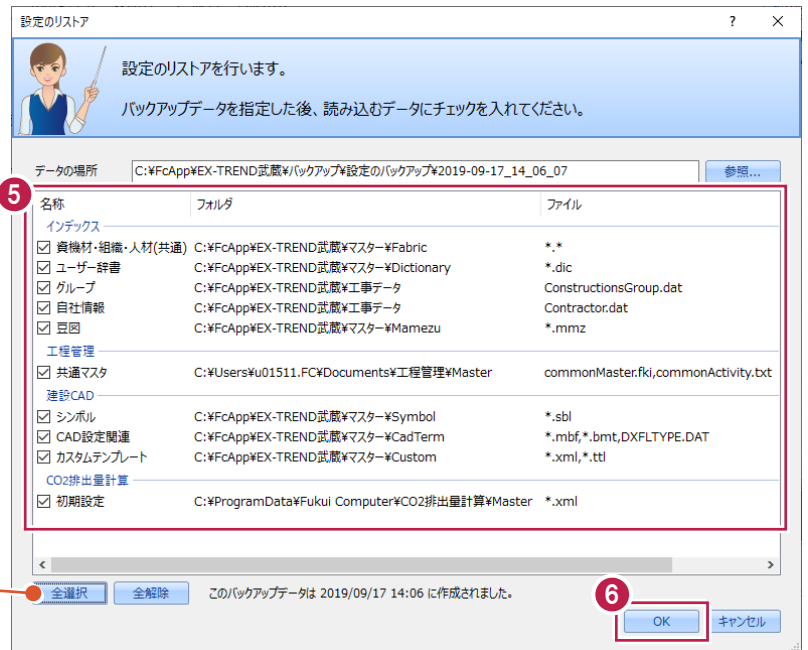 設定のリストア ? ×
設定のリストアを行います。
バックアップデータを指定した後、読み込むデータにチェックを入れてください。
データの場所 C:¥FcApp¥EX-TREND武蔵¥バックアップ¥設定のバックアップ¥2019-09-17_14_06_07 参照...
5
名称 フォルダ ファイル
インデックス
資機材・組織・人材(共通) C:¥FcApp¥EX-TREND武蔵¥マスター¥Fabric *.*
ユーザー辞書 C:¥FcApp¥EX-TREND武蔵¥マスター¥Dictionary *.dic
グループ C:¥FcApp¥EX-TREND武蔵¥工事データ ConstructionsGroup.dat
自社情報 C:¥FcApp¥EX-TREND武蔵¥工事データ Contractor.dat
豆図 C:¥FcApp¥EX-TREND武蔵¥マスター¥Mamezu *.mmz
工程管理
共通マスタ C:¥Users¥u01511.FC¥Documents¥工程管理¥Master commonMaster.fki,commonActivity.txt
建設CAD
シンボル C:¥FcApp¥EX-TREND武蔵¥マスター¥Symbol *.sbl
CAD設定関連 C:¥FcApp¥EX-TREND武蔵¥マスター¥CadTerm *.mbf,*.bmt,DXFLTYPE.DAT
カスタムテンプレート C:¥FcApp¥EX-TREND武蔵¥マスター¥Custom *.xml,*.ttl
CO2排出量計算
初期設定 C:¥ProgramData¥Fukui Computer¥CO2排出量計算¥Master *.xml
全選択 全解除 このバックアップデータは 2019/09/17 14:06 に作成されました。
6
OK キャンセル